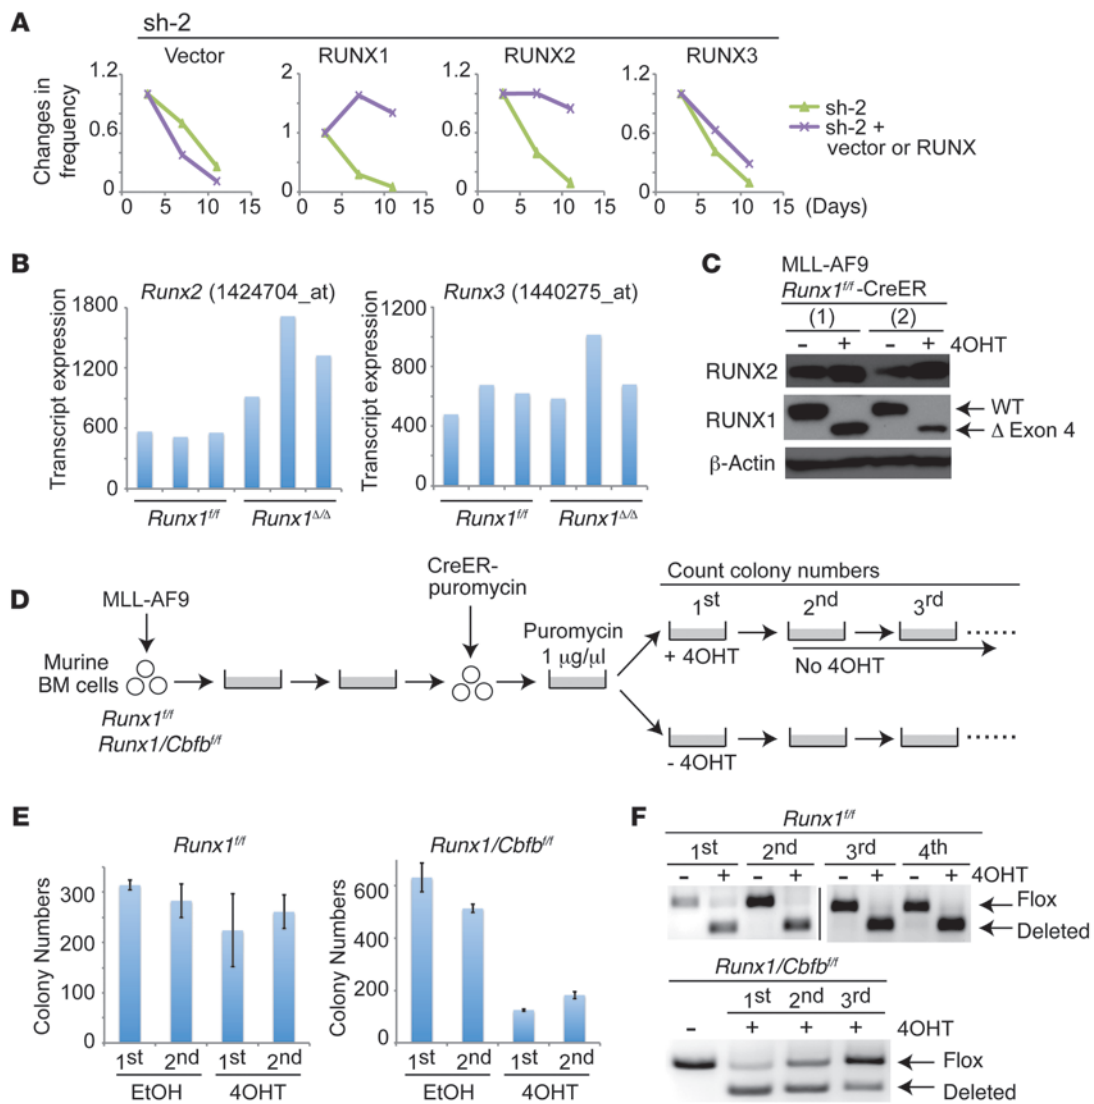 A
sh-2
Vector RUNX1 RUNX2 RUNX3
Changes in
frequency
1.2 2 1.2 1.2
0.6 1 0.6 0.6
0 0 0 0
0 5 10 15 0 5 10 15 0 5 10 15 0 5 10 15 (Days)
sh-2
sh-2 +
vector or RUNX
B
Runx2 (1424704_at)
Transcript expression
1800
1200
600
0
Runx1f/f Runx1Δ/Δ
Runx3 (1440275_at)
Transcript expression
1200
800
400
0
Runx1f/f Runx1Δ/Δ
C
MLL-AF9
Runx1f/f-CreER
(1) (2)
- + - + 4OHT
RUNX2
RUNX1
WT
Δ Exon 4
β-Actin
D
MLL-AF9
Murine
BM cells
Runx1f/f
Runx1/Cbfbf/f
CreER-
puromycin
Puromycin
1 µg/µl
Count colony numbers
1st 2nd 3rd
+ 4OHT
No 4OHT
- 4OHT
E
Runx1f/f
Colony Numbers
300
200
100
0
1st 2nd 1st 2nd
EtOH 4OHT
Runx1/Cbfbf/f
Colony Numbers
600
400
200
0
1st 2nd 1st 2nd
EtOH 4OHT
F
Runx1f/f
1st 2nd 3rd 4th
- + - + - + - + 4OHT
Flox
Deleted
Runx1/Cbfbf/f
1st 2nd 3rd
- + + + 4OHT
Flox
Deleted